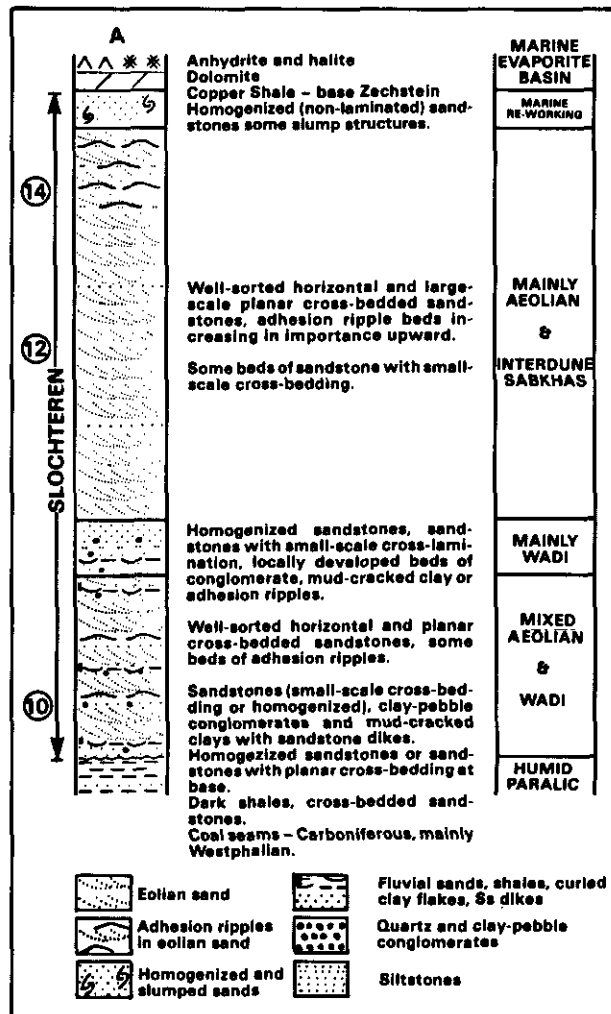 A
Anhydrite and halite
Dolomite
Copper Shale – base Zechstein
Homogenized (non-laminated) sand-
stones some slump structures.
MARINE
EVAPORITE
BASIN
MARINE
RE-WORKING
14
12
10
SLOCHTEREN
Well-sorted horizontal and large-
scale planar cross-bedded sand-
stones, adhesion ripple beds in-
creasing in importance upward.
Some beds of sandstone with small-
scale cross-bedding.
MAINLY
AEOLIAN
&
INTERDUNE
SABKHAS
Homogenized sandstones, sand-
stones with small-scale cross-lami-
nation, locally developed beds of
conglomerate, mud-cracked clay or
adhesion ripples.
MAINLY
WADI
Well-sorted horizontal and planar
cross-bedded sandstones, some
beds of adhesion ripples.
Sandstones (small-scale cross-bed-
ding or homogenized), clay-pebble
conglomerates and mud-cracked
clays with sandstone dikes.
MIXED
AEOLIAN
&
WADI
Homogezized sandstones or sand-
stones with planar cross-bedding at
base.
Dark shales, cross-bedded sand-
stones.
Coal seams – Carboniferous, mainly
Westphalian.
HUMID
PARALIC
Eolian sand
Adhesion ripples
in eolian sand
Homogenized and
slumped sands
Fluvial sands, shales, curled
clay flakes, Ss dikes
Quartz and clay-pebble
conglomerates
Siltstones